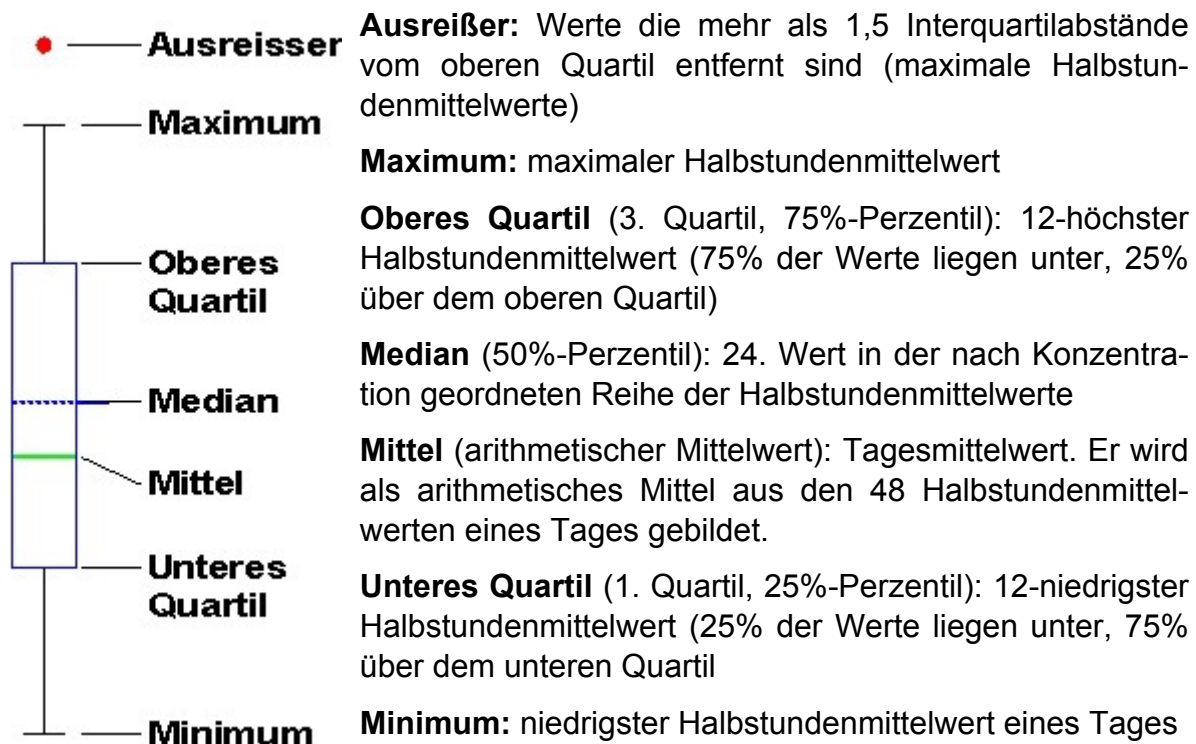 Ausreisser
Maximum
Oberes
Quartil
Median
Mittel
Unteres
Quartil
Minimum
Ausreißer: Werte die mehr als 1,5 Interquartilabstände
vom oberen Quartil entfernt sind (maximale Halbstun-
denmittelwerte)
Maximum: maximaler Halbstundenmittelwert
Oberes Quartil (3. Quartil, 75%-Perzentil): 12-höchster
Halbstundenmittelwert (75% der Werte liegen unter, 25%
über dem oberen Quartil)
Median (50%-Perzentil): 24. Wert in der nach Konzentra-
tion geordneten Reihe der Halbstundenmittelwerte
Mittel (arithmetischer Mittelwert): Tagesmittelwert. Er wird
als arithmetisches Mittel aus den 48 Halbstundenmittel-
werten eines Tages gebildet.
Unteres Quartil (1. Quartil, 25%-Perzentil): 12-niedrigster
Halbstundenmittelwert (25% der Werte liegen unter, 75%
über dem unteren Quartil
Minimum: niedrigster Halbstundenmittelwert eines Tages